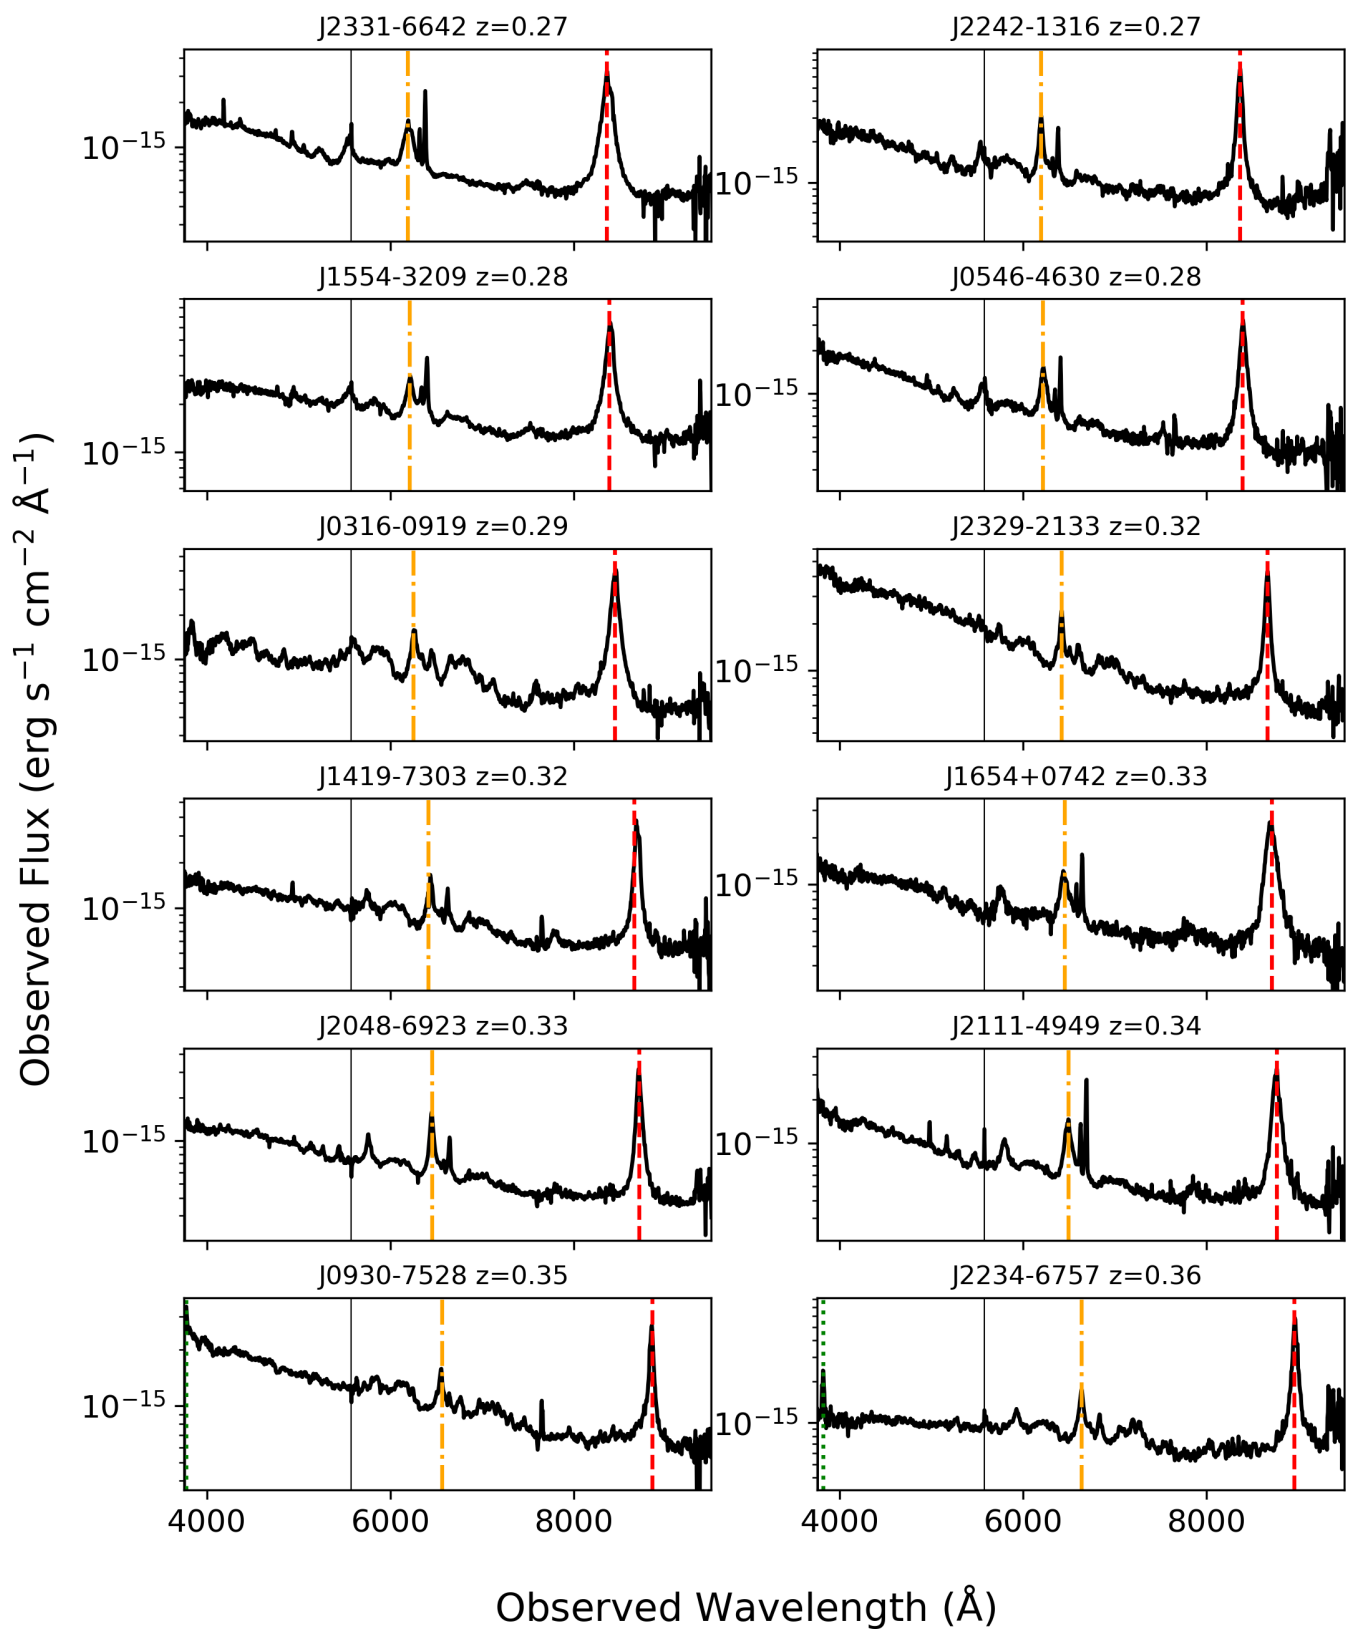 J2331-6642 z=0.27
J2242-1316 z=0.27
10⁻¹⁵
10⁻¹⁵
J1554-3209 z=0.28
J0546-4630 z=0.28
10⁻¹⁵
10⁻¹⁵
J0316-0919 z=0.29
J2329-2133 z=0.32
10⁻¹⁵
10⁻¹⁵
J1419-7303 z=0.32
J1654+0742 z=0.33
10⁻¹⁵
10⁻¹⁵
J2048-6923 z=0.33
J2111-4949 z=0.34
10⁻¹⁵
10⁻¹⁵
J0930-7528 z=0.35
J2234-6757 z=0.36
10⁻¹⁵
10⁻¹⁵
4000 6000 8000
4000 6000 8000
Observed Wavelength (Å)
Observed Flux (erg s⁻¹ cm⁻² Å⁻¹)